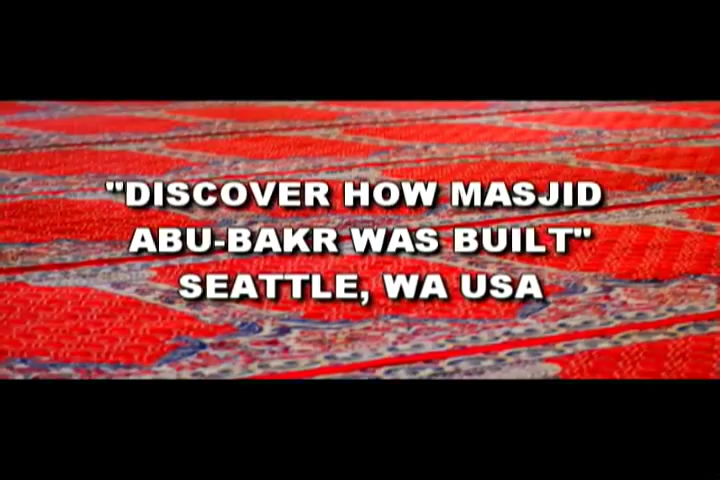 "DISCOVER HOW MASJID
ABU-BAKR WAS BUILT"
SEATTLE, WA USA